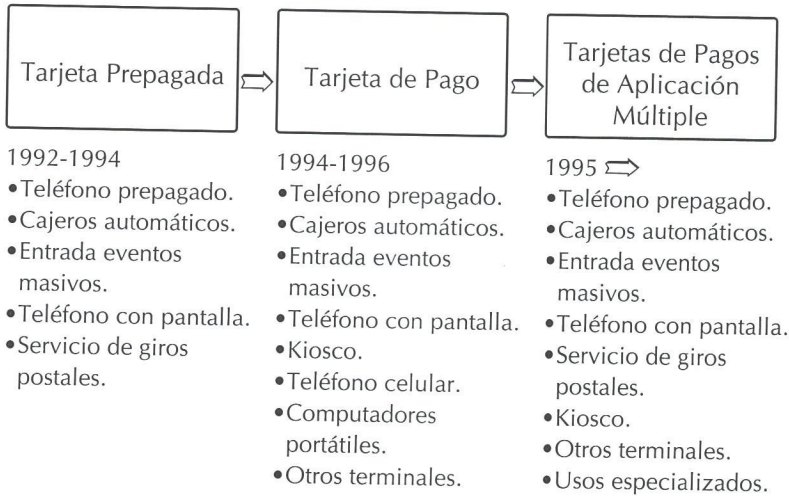 Tarjeta Prepagada
1992-1994
•Teléfono prepagado.
•Cajeros automáticos.
•Entrada eventos
masivos.
•Teléfono con pantalla.
•Servicio de giros
postales.
Tarjeta de Pago
1994-1996
•Teléfono prepagado.
•Cajeros automáticos.
•Entrada eventos
masivos.
•Teléfono con pantalla.
•Kiosco.
•Teléfono celular.
•Computadores
portátiles.
•Otros terminales.
Tarjetas de Pagos
de Aplicación
Múltiple
1995 ⇨
•Teléfono prepagado.
•Cajeros automáticos.
•Entrada eventos
masivos.
•Teléfono con pantalla.
•Servicio de giros
postales.
•Kiosco.
•Otros terminales.
•Usos especializados.